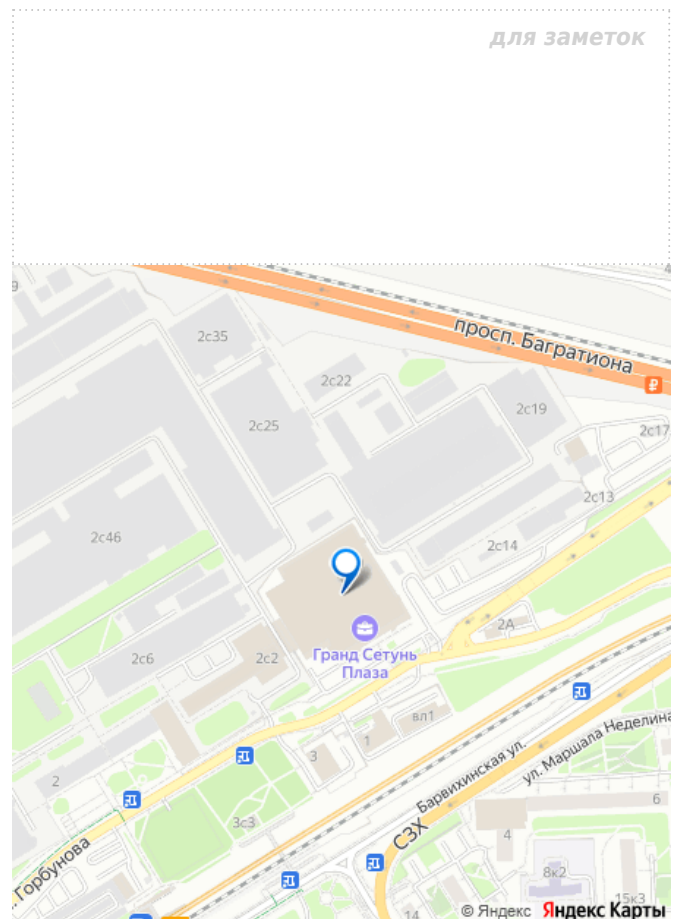 для заметок
9
4
2с35
просп. Багратиона
2с22
2с25
2с19
2с17
2с13
2с46
2с14
2А
Гранд Сетунь
Плаза
2с6
2с2
вл1
1
3
ул. Маршала Неделина
Барвихинская ул.
2
3с3
6
СЗХ
4
. Горбунова
8к2
15к3
14
© Яндекс Яндекс Карты